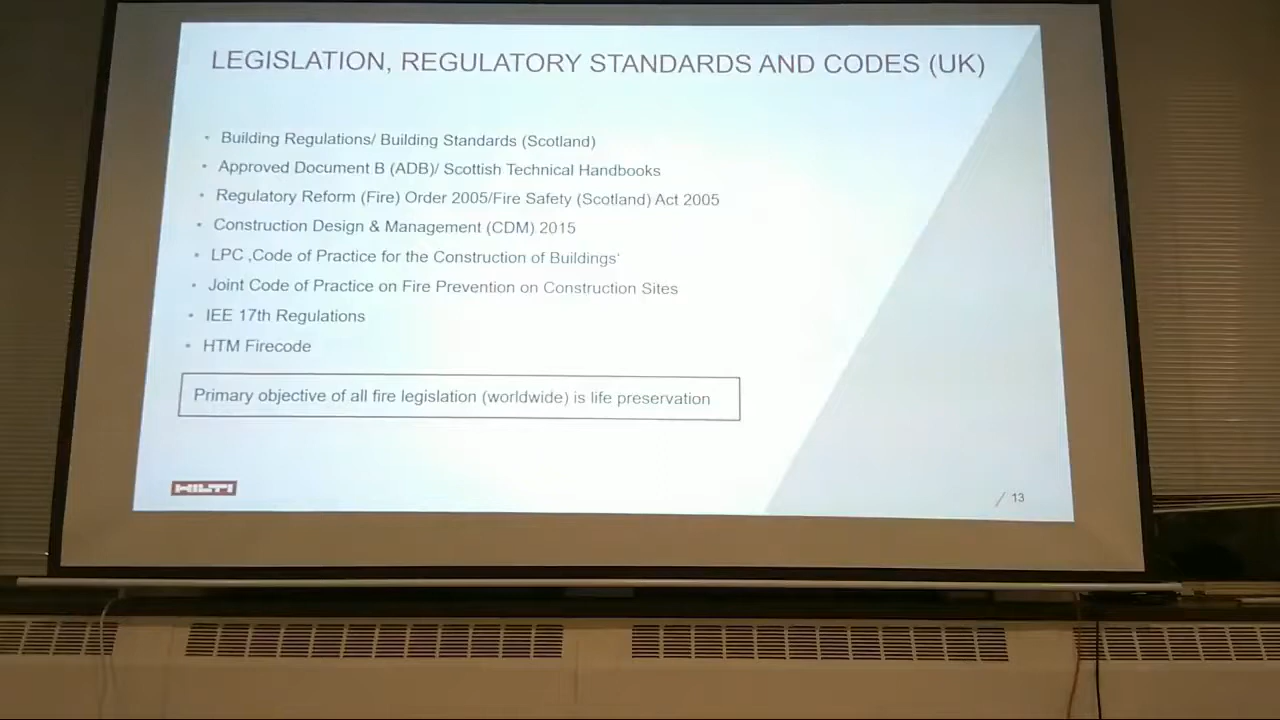 LEGISLATION, REGULATORY STANDARDS AND CODES (UK)
• Building Regulations/ Building Standards (Scotland)
• Approved Document B (ADB)/ Scottish Technical Handbooks
• Regulatory Reform (Fire) Order 2005/Fire Safety (Scotland) Act 2005
• Construction Design & Management (CDM) 2015
• LPC ‚Code of Practice for the Construction of Buildings‘
• Joint Code of Practice on Fire Prevention on Construction Sites
• IEE 17th Regulations
• HTM Firecode
Primary objective of all fire legislation (worldwide) is life preservation
HILTI
/ 13